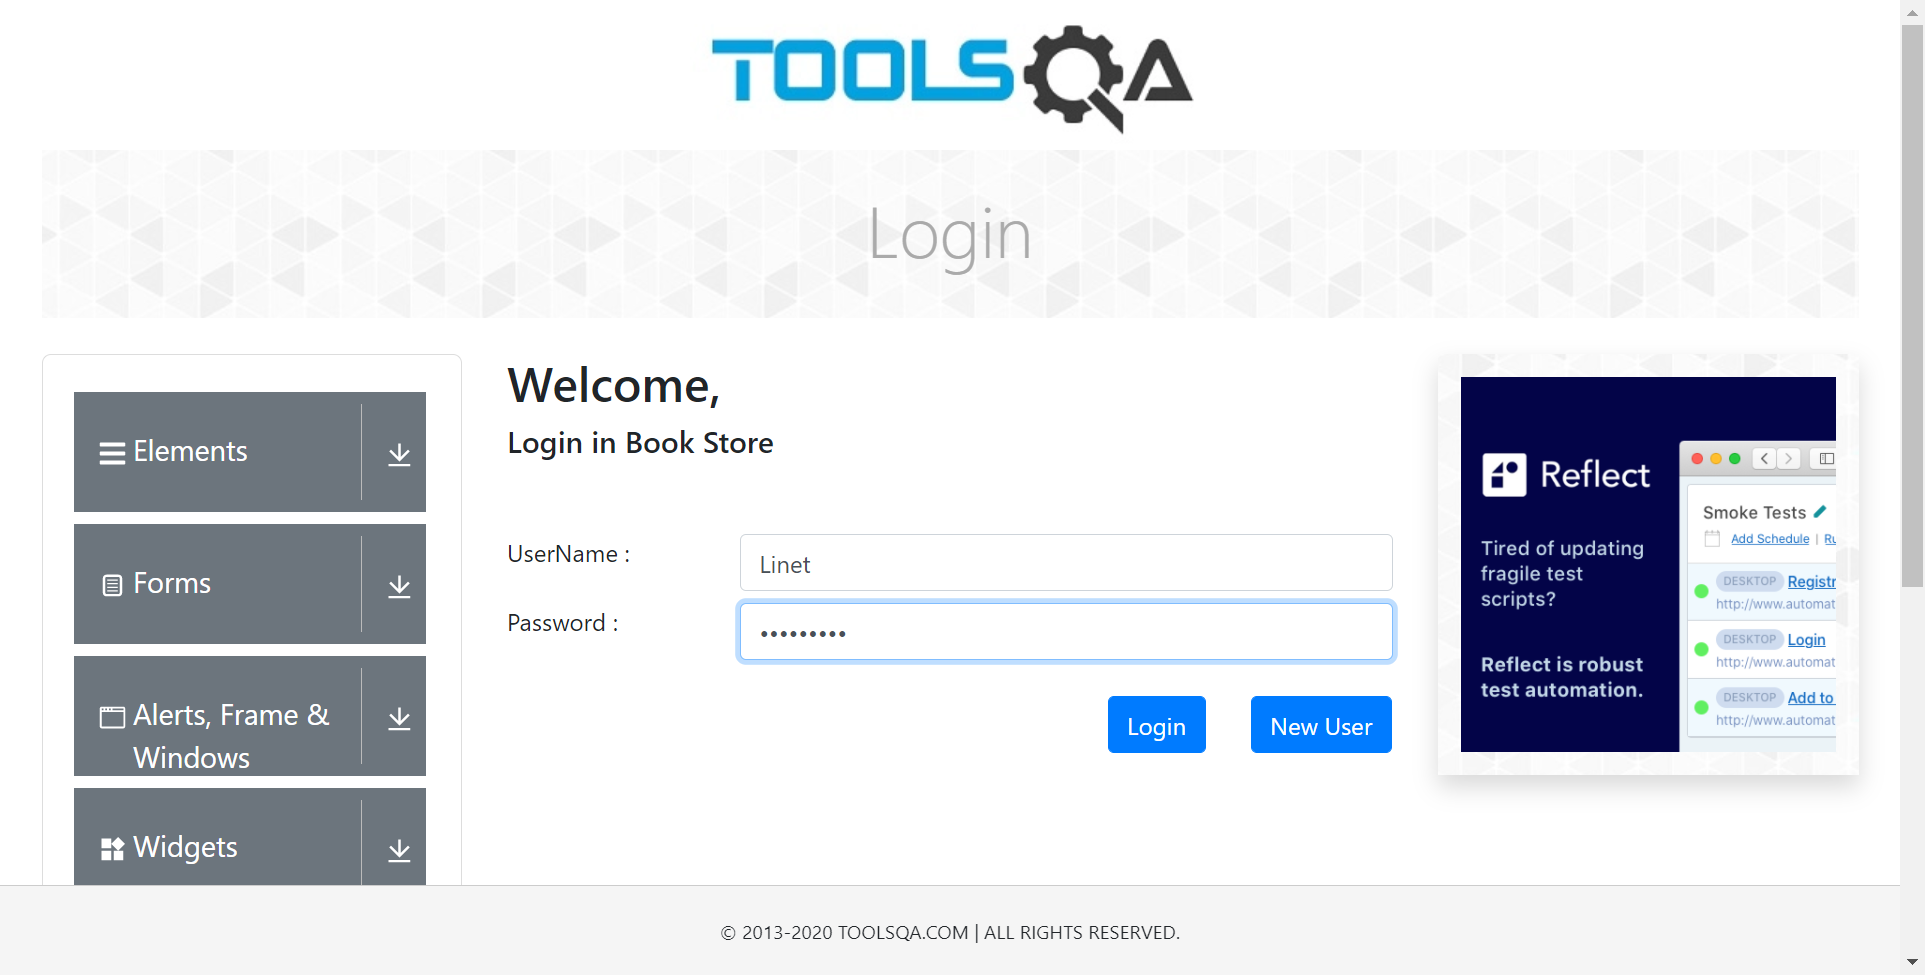 TOOLSQA
Login
Elements
Forms
Alerts, Frame &
Windows
Widgets
Welcome,
Login in Book Store
UserName :
Linet
Password :
•••••••••
Login
New User
Reflect
Tired of updating
fragile test
scripts?
Reflect is robust
test automation.
Smoke Tests
Add Schedule | Ru
DESKTOP Registr
http://www.automat
DESKTOP Login
http://www.automat
DESKTOP Add to
http://www.automat
© 2013-2020 TOOLSQA.COM | ALL RIGHTS RESERVED.